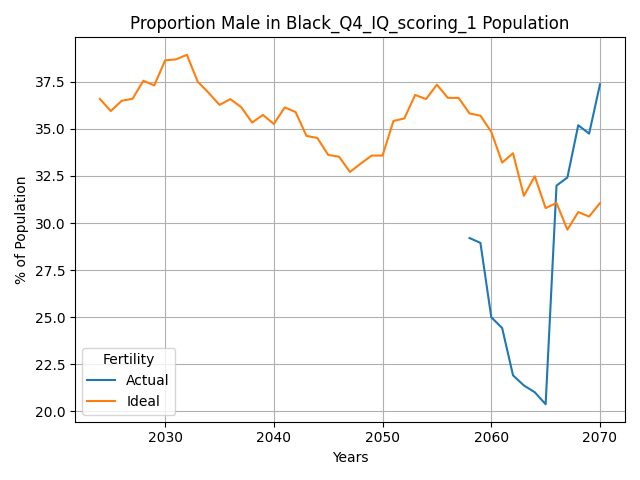 Proportion Male in Black_Q4_IQ_scoring_1 Population
% of Population
37.5
35.0
32.5
30.0
27.5
25.0
22.5
20.0
Fertility
Actual
Ideal
2030
2040
2050
2060
2070
Years